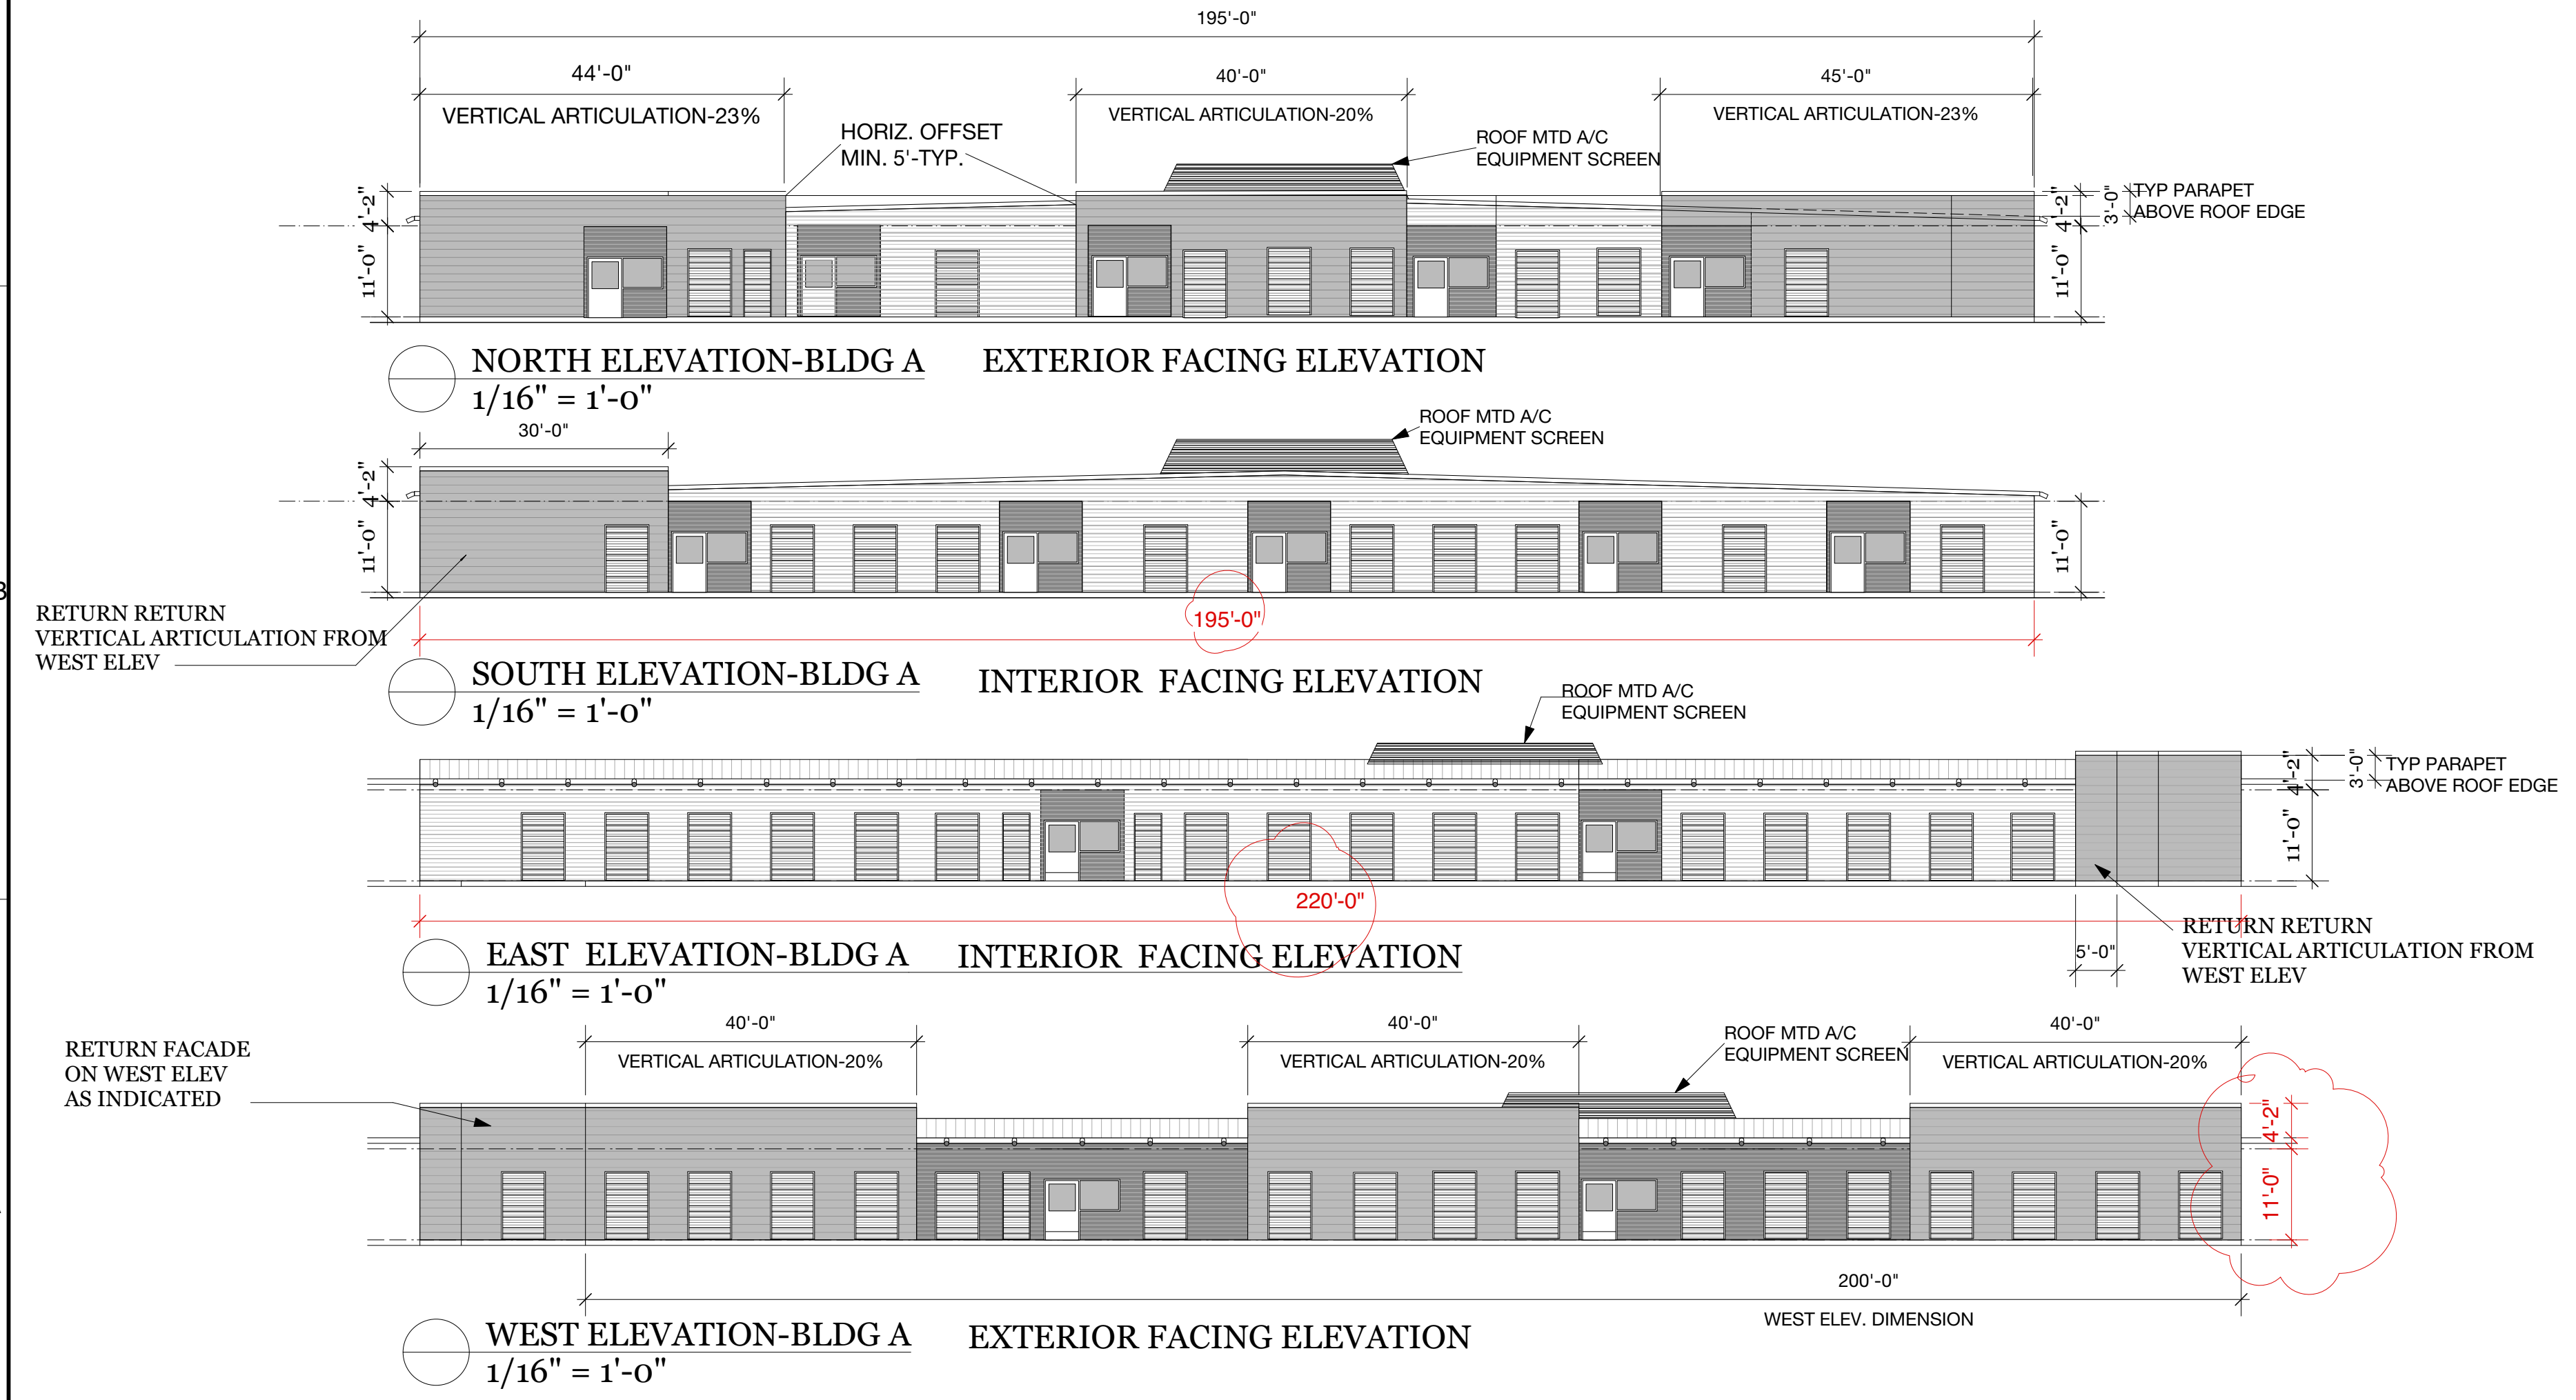 195'-0"
44'-0"
40'-0"
45'-0"
VERTICAL ARTICULATION-23%
VERTICAL ARTICULATION-20%
VERTICAL ARTICULATION-23%
HORIZ. OFFSET
MIN. 5'-TYP.
ROOF MTD A/C
EQUIPMENT SCREEN
4'-2"
11'-0"
4'-2"
3'-0"
11'-0"
TYP PARAPET
ABOVE ROOF EDGE
NORTH ELEVATION-BLDG A
EXTERIOR FACING ELEVATION
1/16" = 1'-0"
30'-0"
ROOF MTD A/C
EQUIPMENT SCREEN
4'-2"
11'-0"
11'-0"
RETURN RETURN
VERTICAL ARTICULATION FROM
WEST ELEV
195'-0"
SOUTH ELEVATION-BLDG A
INTERIOR FACING ELEVATION
1/16" = 1'-0"
ROOF MTD A/C
EQUIPMENT SCREEN
4'-2"
3'-0"
11'-0"
TYP PARAPET
ABOVE ROOF EDGE
220'-0"
5'-0"
RETURN RETURN
VERTICAL ARTICULATION FROM
WEST ELEV
EAST ELEVATION-BLDG A
INTERIOR FACING ELEVATION
1/16" = 1'-0"
40'-0"
40'-0"
40'-0"
VERTICAL ARTICULATION-20%
VERTICAL ARTICULATION-20%
VERTICAL ARTICULATION-20%
ROOF MTD A/C
EQUIPMENT SCREEN
RETURN FACADE
ON WEST ELEV
AS INDICATED
4'-2"
11'-0"
200'-0"
WEST ELEV. DIMENSION
WEST ELEVATION-BLDG A
EXTERIOR FACING ELEVATION
1/16" = 1'-0"